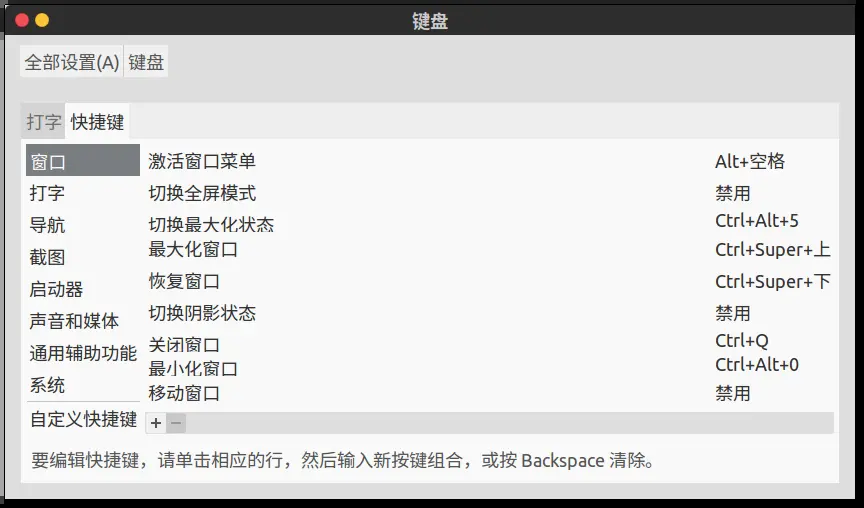 键盘
全部设置(A) 键盘
打字 快捷键
窗口 激活窗口菜单 Alt+空格
打字 切换全屏模式 禁用
导航 切换最大化状态 Ctrl+Alt+5
截图 最大化窗口 Ctrl+Super+上
启动器 恢复窗口 Ctrl+Super+下
声音和媒体 切换阴影状态 禁用
通用辅助功能 关闭窗口 Ctrl+Q
系统 最小化窗口 Ctrl+Alt+0
自定义快捷键 移动窗口 禁用
+ −
要编辑快捷键，请单击相应的行，然后输入新按键组合，或按 Backspace 清除。